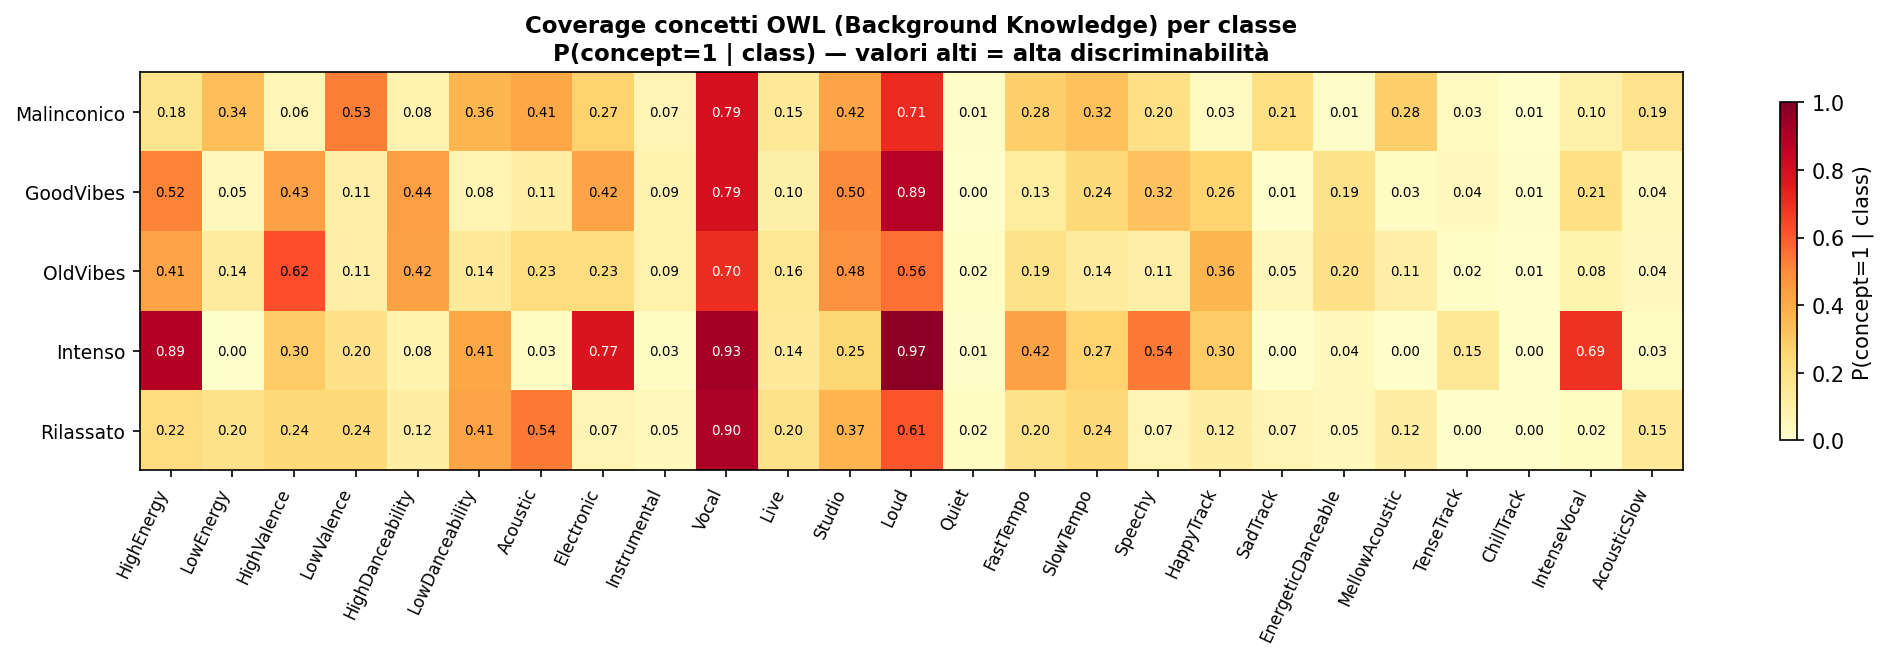 Coverage concetti OWL (Background Knowledge) per classe
P(concept=1 | class) — valori alti = alta discriminabilità
Malinconico 0.18 0.34 0.06 0.53 0.08 0.36 0.41 0.27 0.07 0.79 0.15 0.42 0.71 0.01 0.28 0.32 0.20 0.03 0.21 0.01 0.28 0.03 0.01 0.10 0.19
GoodVibes 0.52 0.05 0.43 0.11 0.44 0.08 0.11 0.42 0.09 0.79 0.10 0.50 0.89 0.00 0.13 0.24 0.32 0.26 0.01 0.19 0.03 0.04 0.01 0.21 0.04
OldVibes 0.41 0.14 0.62 0.11 0.42 0.14 0.23 0.23 0.09 0.70 0.16 0.48 0.56 0.02 0.19 0.14 0.11 0.36 0.05 0.20 0.11 0.02 0.01 0.08 0.04
Intenso 0.89 0.00 0.30 0.20 0.08 0.41 0.03 0.77 0.03 0.93 0.14 0.25 0.97 0.01 0.42 0.27 0.54 0.30 0.00 0.04 0.00 0.15 0.00 0.69 0.03
Rilassato 0.22 0.20 0.24 0.24 0.12 0.41 0.54 0.07 0.05 0.90 0.20 0.37 0.61 0.02 0.20 0.24 0.07 0.12 0.07 0.05 0.12 0.00 0.00 0.02 0.15
HighEnergy
LowEnergy
HighValence
LowValence
HighDanceability
LowDanceability
Acoustic
Electronic
Instrumental
Vocal
Live
Studio
Loud
Quiet
FastTempo
SlowTempo
Speechy
HappyTrack
SadTrack
EnergeticDanceable
MellowAcoustic
TenseTrack
ChillTrack
IntenseVocal
AcousticSlow
1.0
0.8
0.6
0.4
0.2
0.0
P(concept=1 | class)